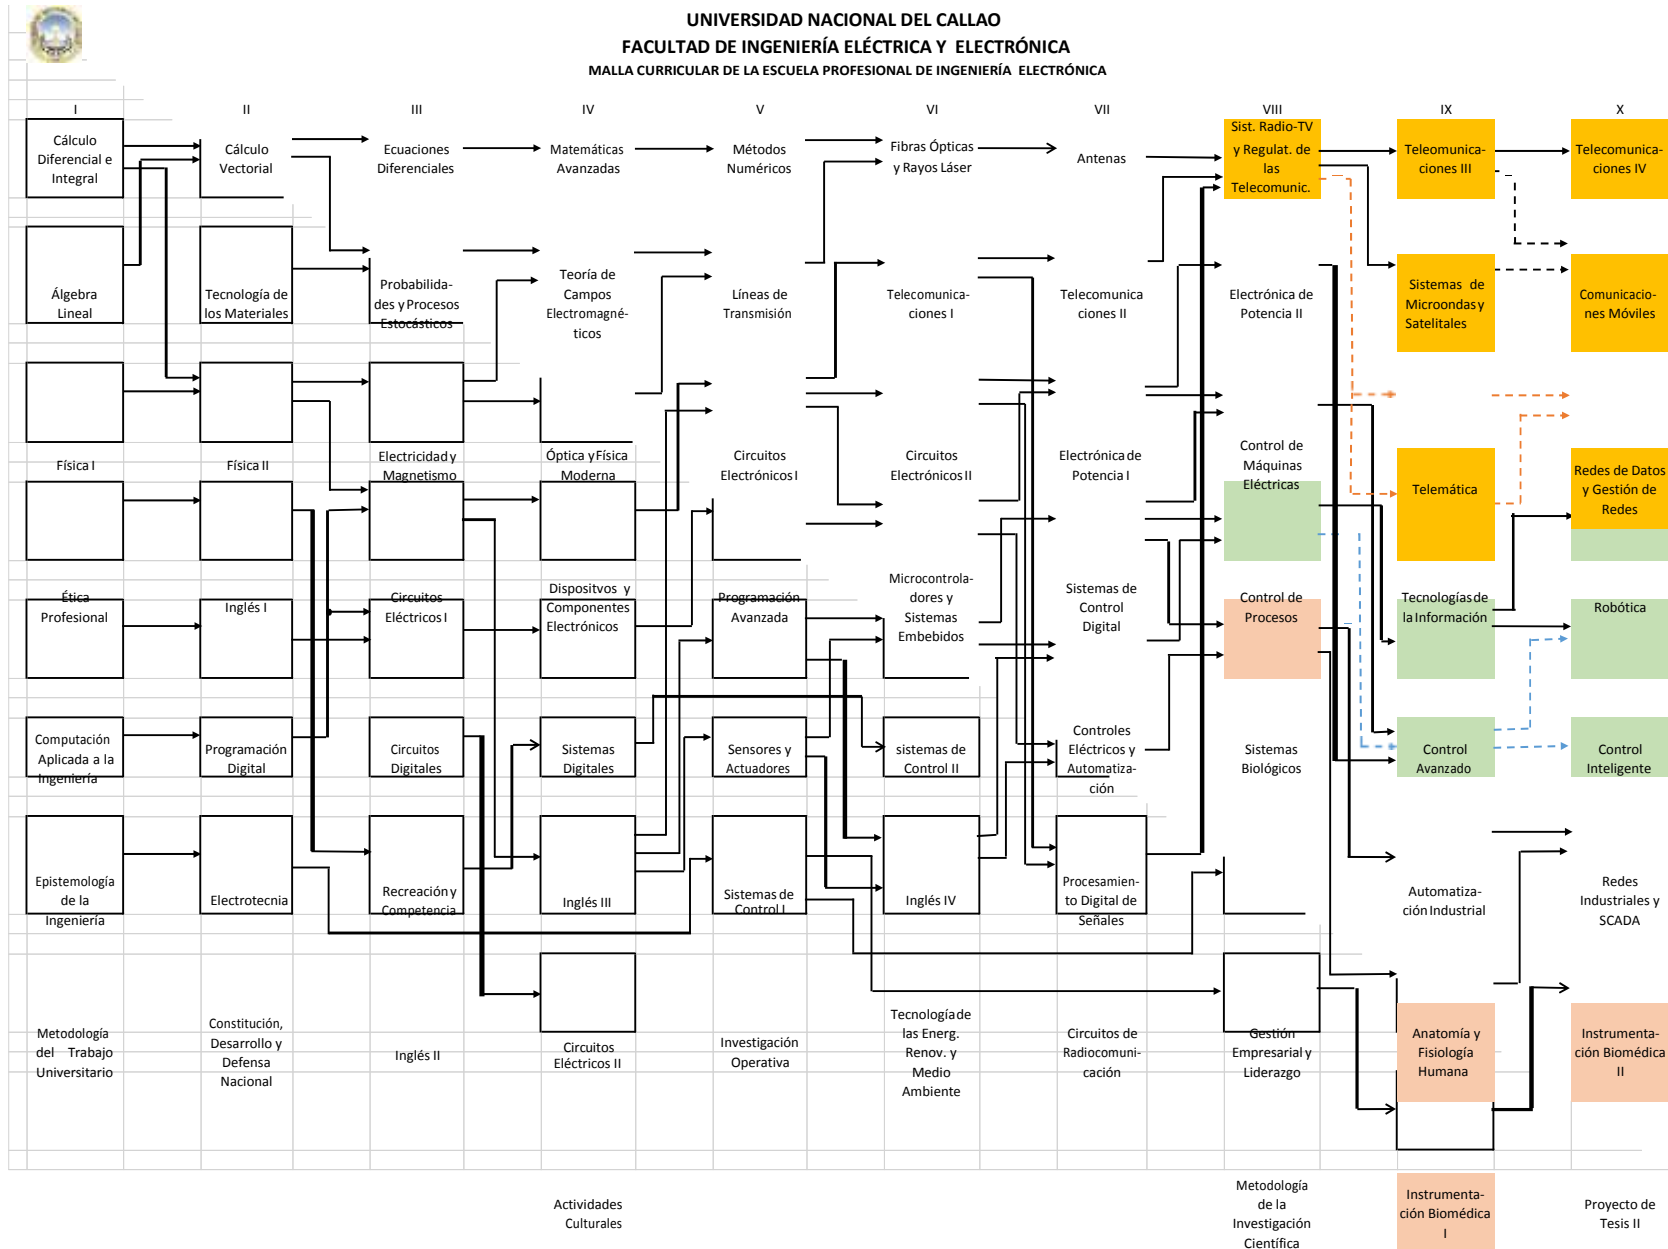 UNIVERSIDAD NACIONAL DEL CALLAO
FACULTAD DE INGENIERÍA ELÉCTRICA Y ELECTRÓNICA
MALLA CURRICULAR DE LA ESCUELA PROFESIONAL DE INGENIERÍA ELECTRÓNICA
I
II
III
IV
V
VI
VII
VIII
IX
X
Cálculo
Diferencial e
Integral
Cálculo
Vectorial
Ecuaciones
Diferenciales
Matemáticas
Avanzadas
Métodos
Numéricos
Fibras Ópticas
y Rayos Láser
Antenas
Sist. Radio-TV
y Regulat. de
las
Telecomunic.
Teleomunica-
ciones III
Telecomunica-
ciones IV
Álgebra
Lineal
Tecnología de
los Materiales
Probabilida-
des y Procesos
Estocásticos
Teoría de
Campos
Electromagné-
ticos
Líneas de
Transmisión
Telecomunica-
ciones I
Telecomunica
ciones II
Electrónica de
Potencia II
Sistemas de
Microondas y
Satelitales
Comunicacio-
nes Móviles
Física I
Física II
Electricidad y
Magnetismo
Óptica y Física
Moderna
Circuitos
Electrónicos I
Circuitos
Electrónicos II
Electrónica de
Potencia I
Control de
Máquinas
Eléctricas
Telemática
Redes de Datos
y Gestión de
Redes
Ética
Profesional
Inglés I
Circuitos
Eléctricos I
Dispositvos y
Componentes
Electrónicos
Programación
Avanzada
Microcontrola-
dores y
Sistemas
Embebidos
Sistemas de
Control
Digital
Control de
Procesos
Tecnologías de
la Información
Robótica
Computación
Aplicada a la
Ingeniería
Programación
Digital
Circuitos
Digitales
Sistemas
Digitales
Sensores y
Actuadores
sistemas de
Control II
Controles
Eléctricos y
Automatiza-
ción
Sistemas
Biológicos
Control
Avanzado
Control
Inteligente
Epistemología
de la
Ingeniería
Electrotecnia
Recreación y
Competencia
Inglés III
Sistemas de
Control I
Inglés IV
Procesamien-
to Digital de
Señales
Automatiza-
ción Industrial
Redes
Industriales y
SCADA
Metodología
del Trabajo
Universitario
Constitución,
Desarrollo y
Defensa
Nacional
Inglés II
Circuitos
Eléctricos II
Investigación
Operativa
Tecnología de
las Energ.
Renov. y
Medio
Ambiente
Circuitos de
Radiocomuni-
cación
Gestión
Empresarial y
Liderazgo
Anatomía y
Fisiología
Humana
Instrumenta-
ción Biomédica
II
Actividades
Culturales
Metodología
de la
Investigación
Científica
Instrumenta-
ción Biomédica
I
Proyecto de
Tesis II